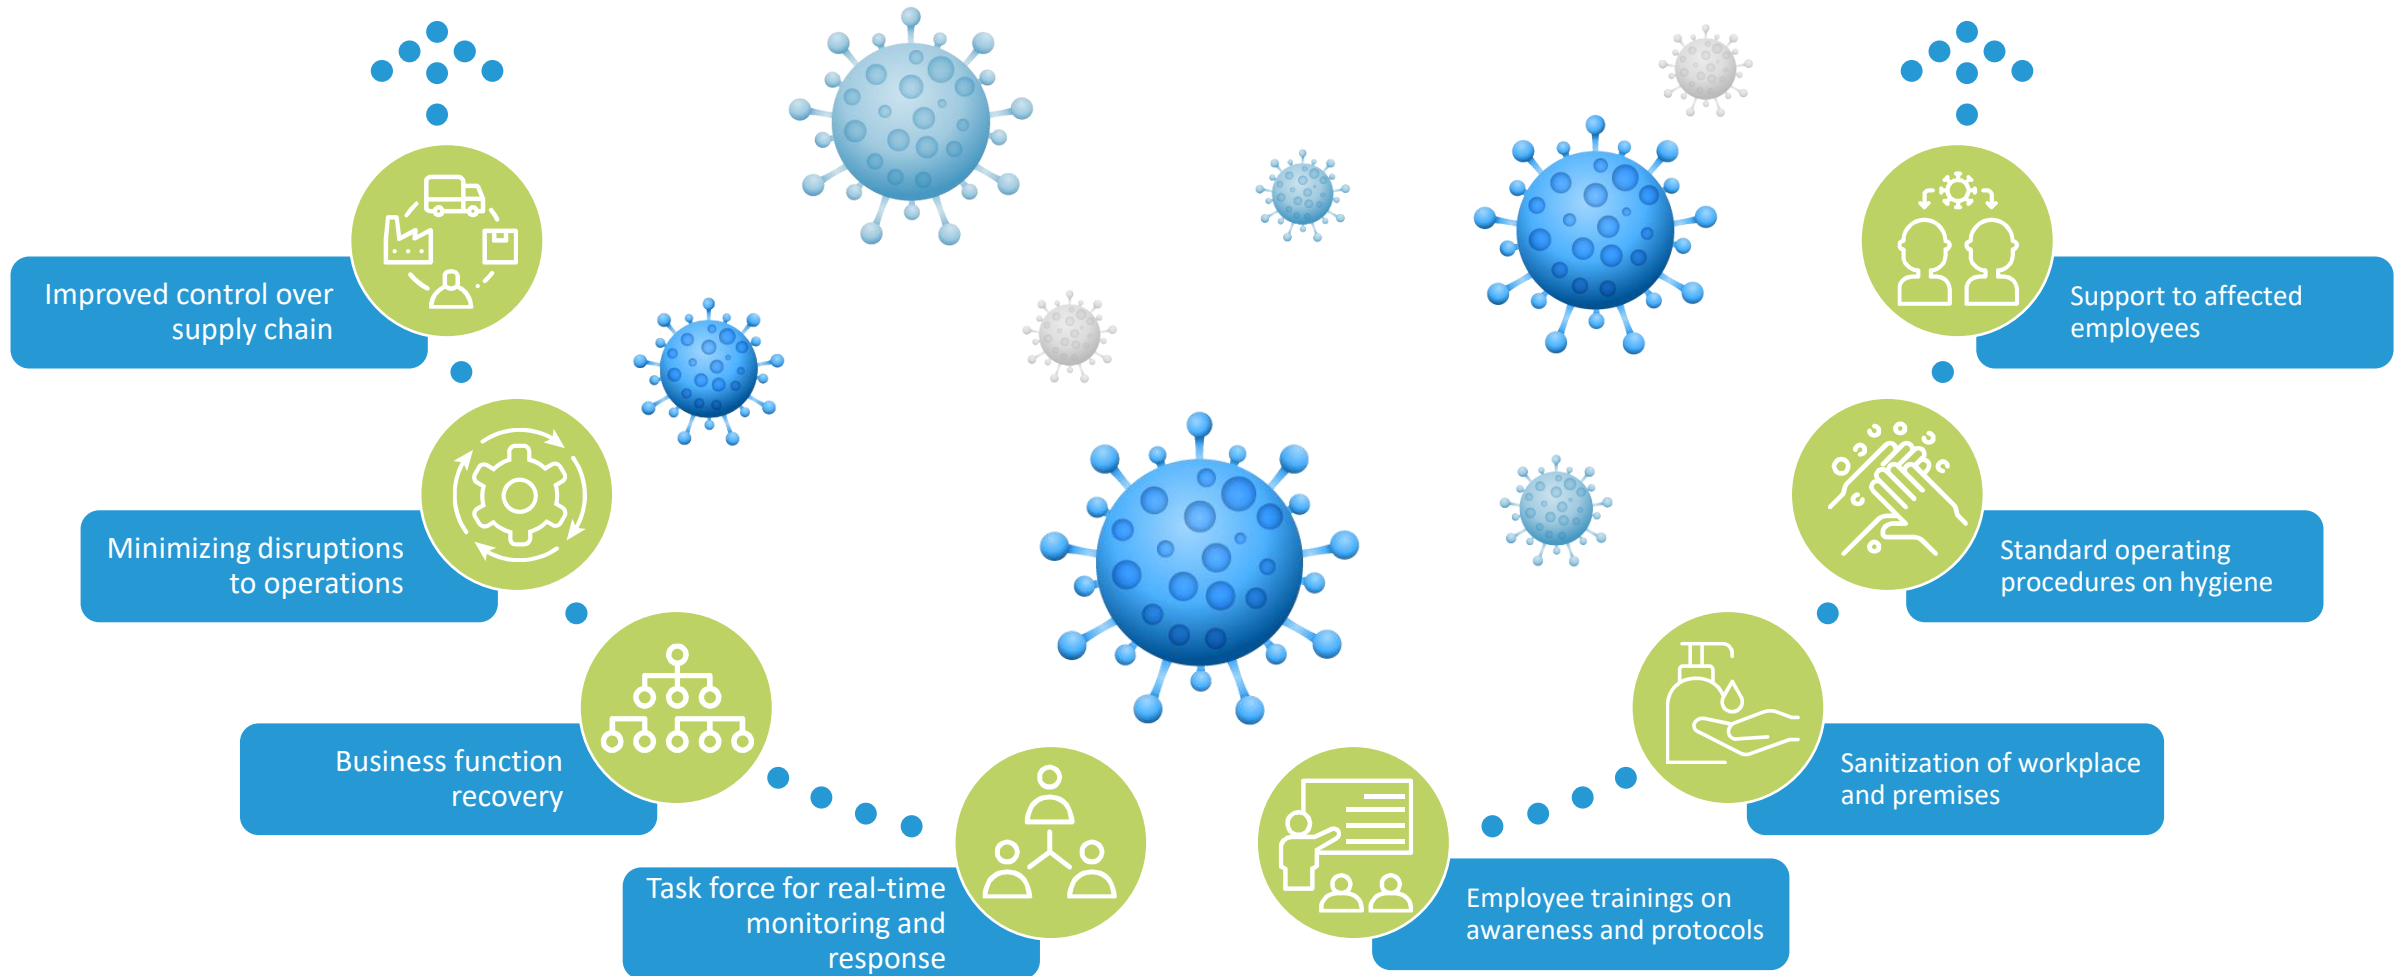 Improved control over
supply chain
Minimizing disruptions
to operations
Business function
recovery
Task force for real-time
monitoring and
response
Support to affected
employees
Standard operating
procedures on hygiene
Sanitization of workplace
and premises
Employee trainings on
awareness and protocols